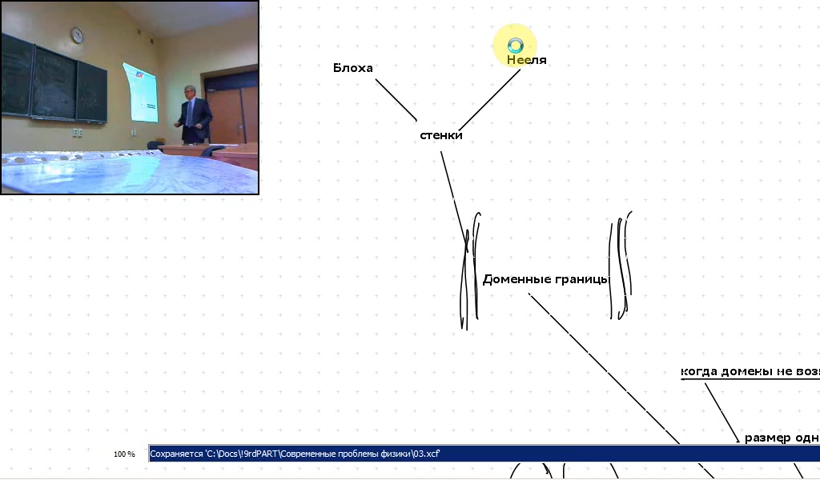 Блоха
Нееля
стенки
Доменные границы
когда домены не воз
размер одн
100 %
Сохраняется 'C:\Docs\!9rdPART\Современные проблемы физики\03.xcf'